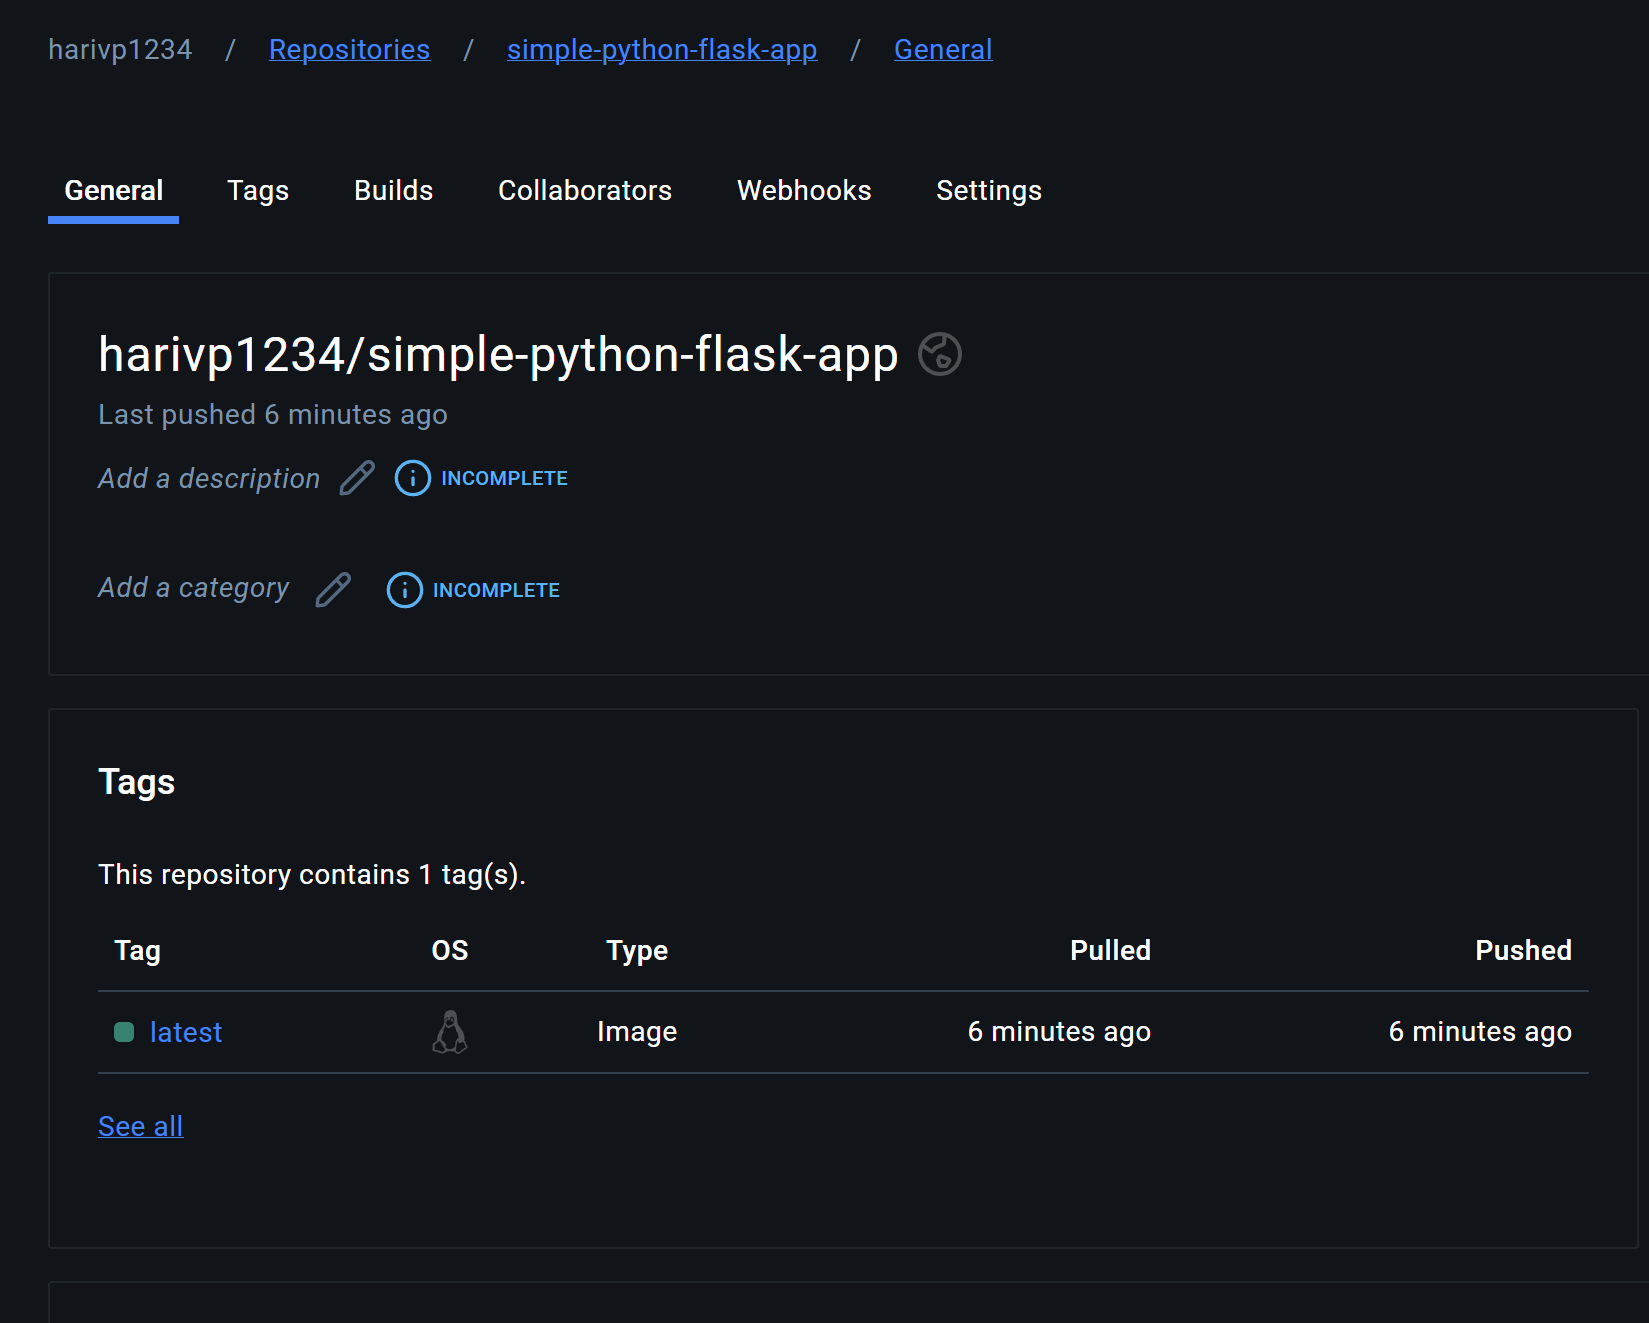 harivp1234 / Repositories / simple-python-flask-app / General
General Tags Builds Collaborators Webhooks Settings
harivp1234/simple-python-flask-app
Last pushed 6 minutes ago
Add a description INCOMPLETE
Add a category INCOMPLETE
Tags
This repository contains 1 tag(s).
Tag OS Type Pulled Pushed
latest Image 6 minutes ago 6 minutes ago
See all